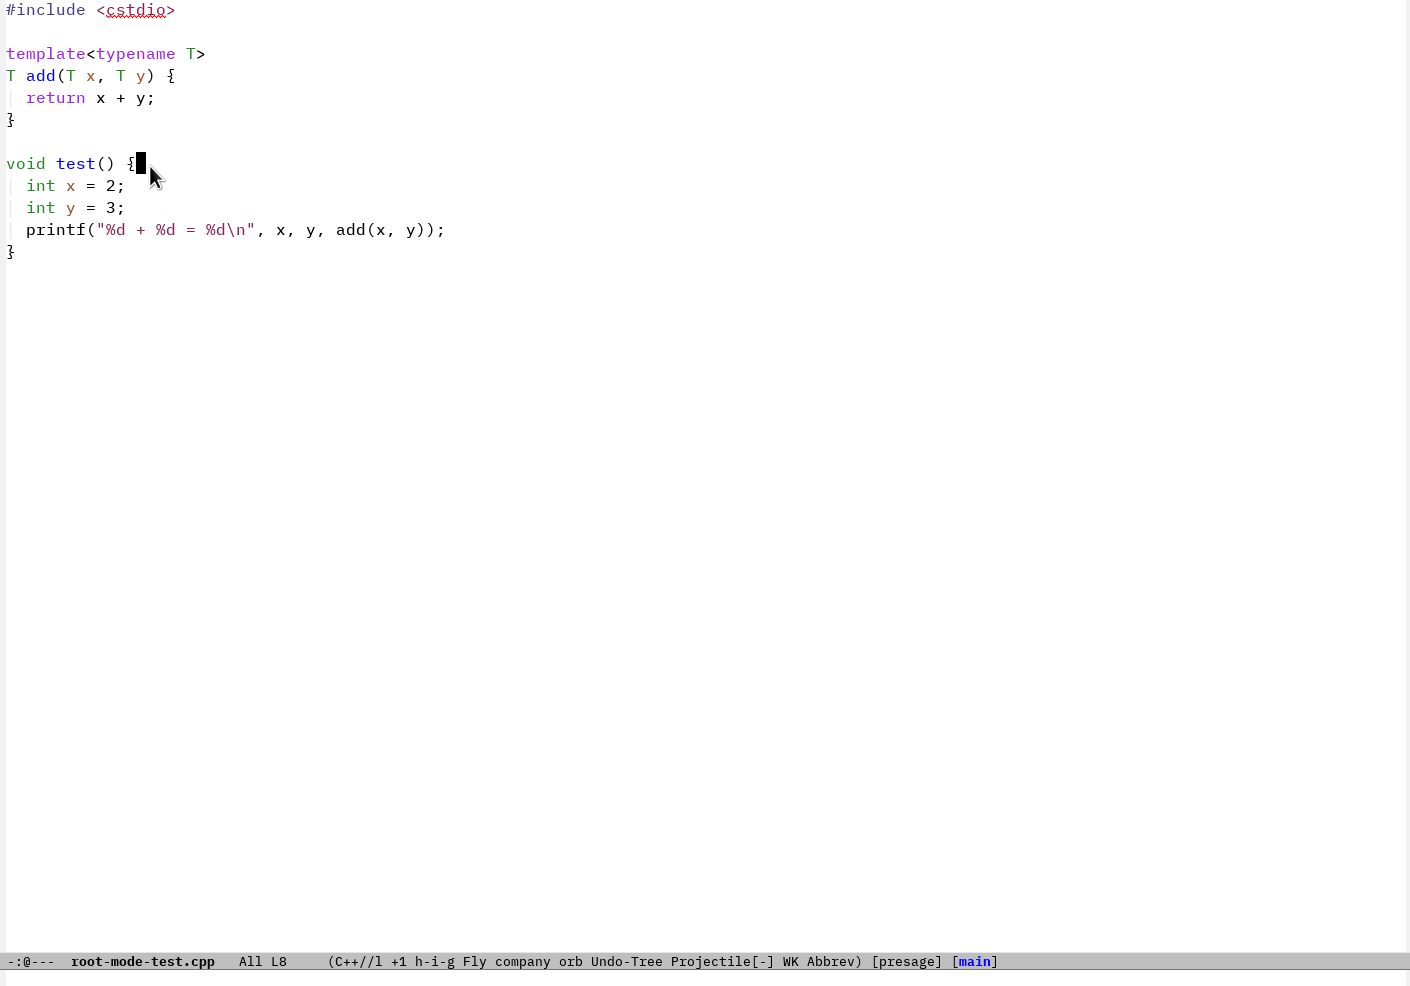 #include <cstdio>

template<typename T>
T add(T x, T y) {
  return x + y;
}

void test() {
  int x = 2;
  int y = 3;
  printf("%d + %d = %d\n", x, y, add(x, y));
}
-:@---  root-mode-test.cpp   All L8     (C++//l +1 h-i-g Fly company orb Undo-Tree Projectile[-] WK Abbrev) [presage] [main]